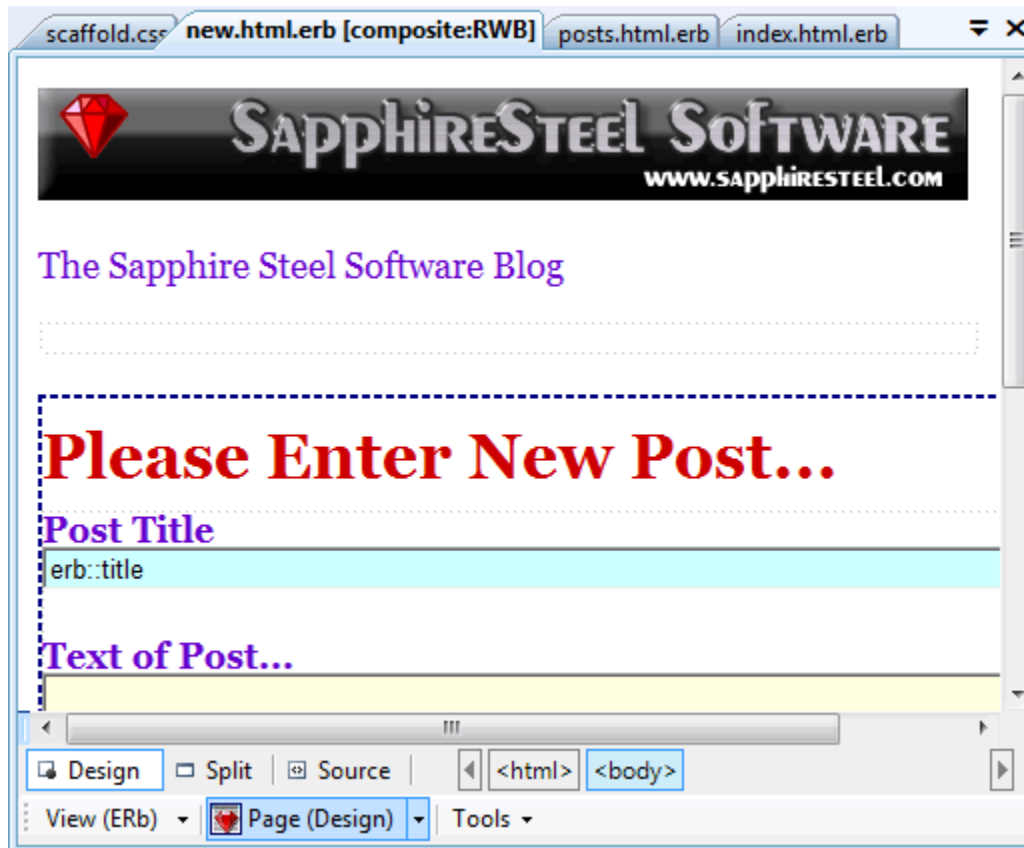 scaffold.css new.html.erb [composite:RWB] posts.html.erb index.html.erb
SapphireSteel Software
www.sapphiresteel.com
The Sapphire Steel Software Blog
Please Enter New Post...
Post Title
erb::title
Text of Post...
Design Split Source <html> <body>
View (ERb) Page (Design) Tools